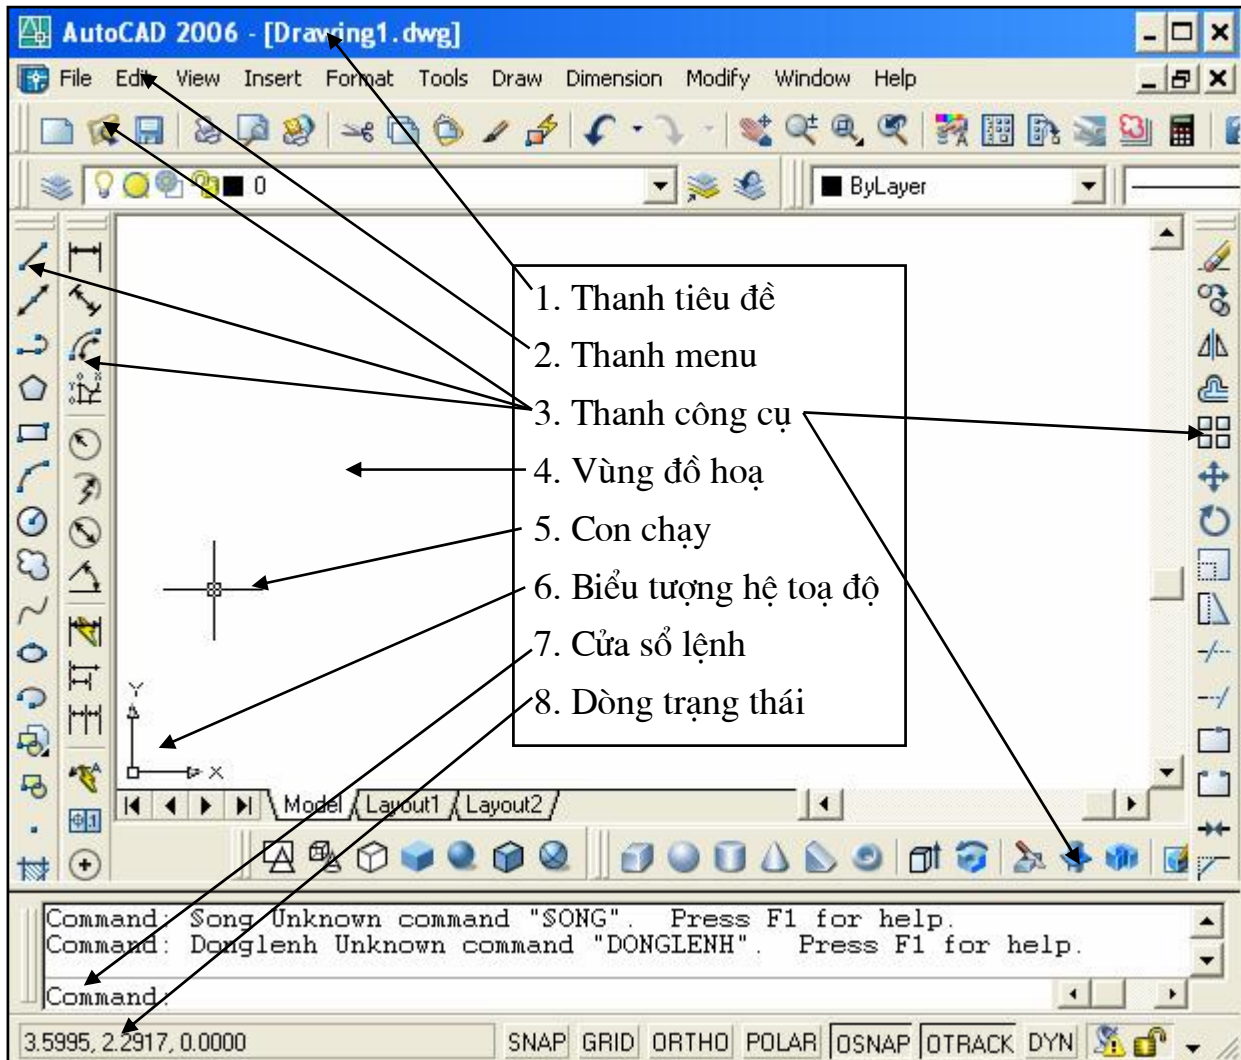 AutoCAD 2006 - [Drawing1.dwg]
File Edit View Insert Format Tools Draw Dimension Modify Window Help
0 ByLayer
1. Thanh tiêu đề
2. Thanh menu
3. Thanh công cụ
4. Vùng đồ hoạ
5. Con chạy
6. Biểu tượng hệ toạ độ
7. Cửa sổ lệnh
8. Dòng trạng thái
Y
X
Model Layout1 Layout2
Command: Song Unknown command "SONG". Press F1 for help.
Command: Donglenh Unknown command "DONGLENH". Press F1 for help.
Command:
3.5995, 2.2917, 0.0000 SNAP GRID ORTHO POLAR OSNAP OTRACK DYN